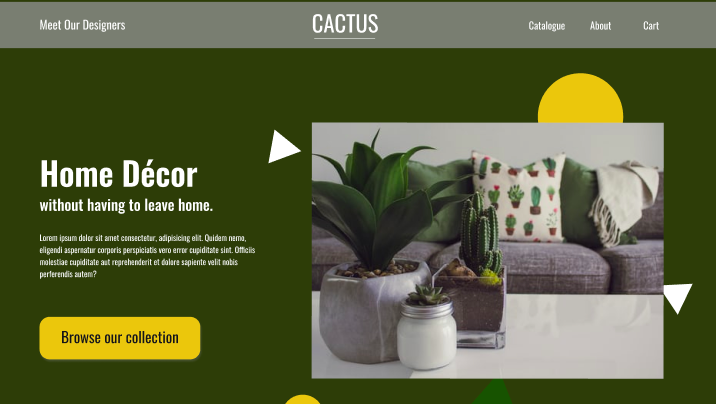 Meet Our Designers
CACTUS
Catalogue
About
Cart
Home Décor
without having to leave home.
Lorem ipsum dolor sit amet consectetur, adipisicing elit. Quidem nemo,
eligendi aspernatur corporis perspiciatis vero error cupiditate sint. Officiis
molestiae cupiditate aut reprehenderit et dolore sapiente velit nobis
perferendis autem?
Browse our collection